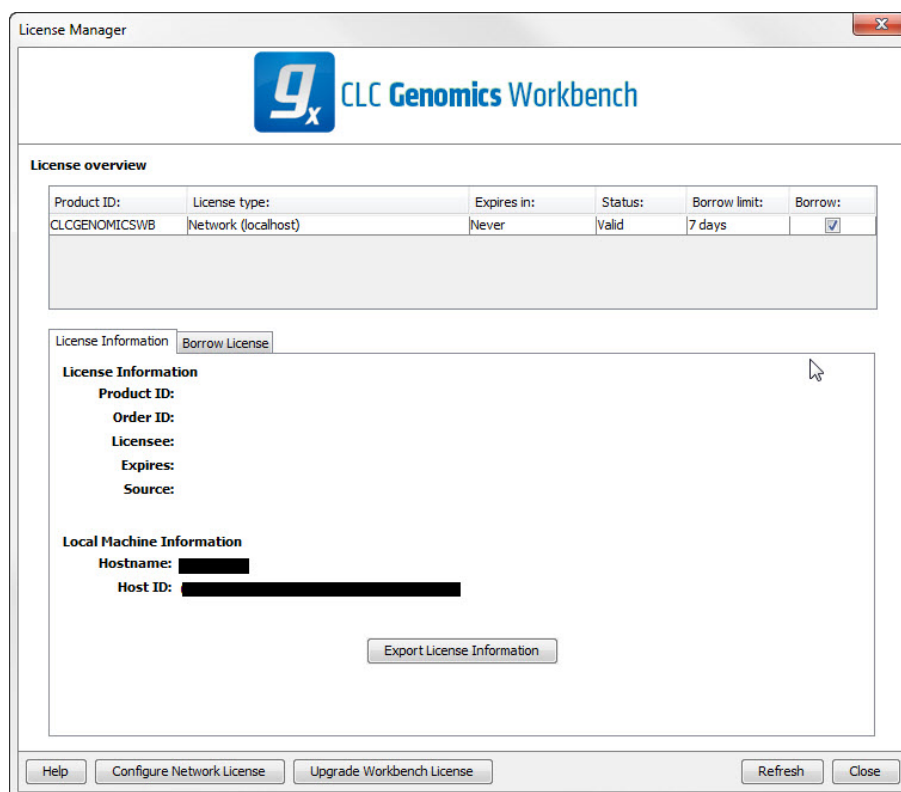 License Manager
gx CLC Genomics Workbench
License overview
Product ID: License type: Expires in: Status: Borrow limit: Borrow:
CLCGENOMICSWB Network (localhost) Never Valid 7 days
License Information Borrow License
License Information
Product ID:
Order ID:
Licensee:
Expires:
Source:
Local Machine Information
Hostname:
Host ID:
Export License Information
Help Configure Network License Upgrade Workbench License Refresh Close